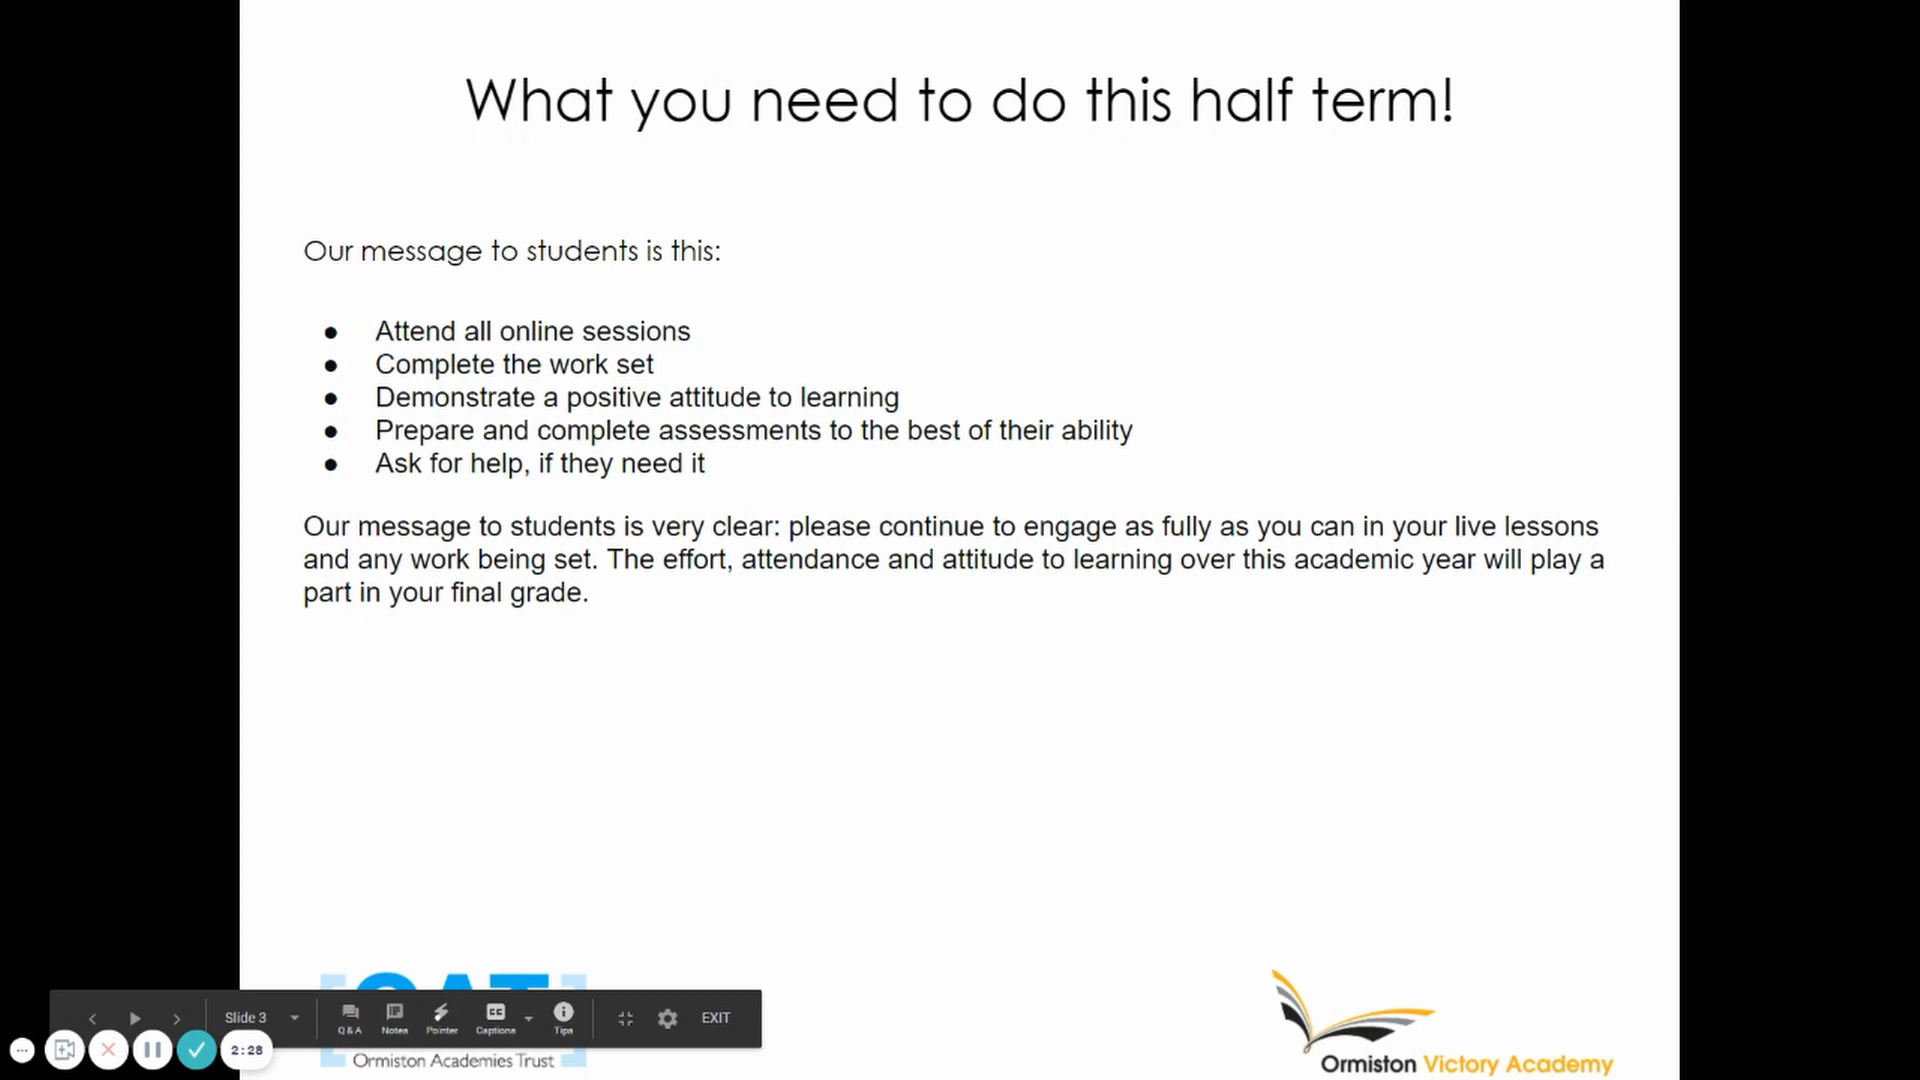 What you need to do this half term!
Our message to students is this:
● Attend all online sessions
● Complete the work set
● Demonstrate a positive attitude to learning
● Prepare and complete assessments to the best of their ability
● Ask for help, if they need it
Our message to students is very clear: please continue to engage as fully as you can in your live lessons
and any work being set. The effort, attendance and attitude to learning over this academic year will play a
part in your final grade.
Slide 3
Q & A
Notes
Pointer
CC
Captions
Tips
EXIT
2:28
Ormiston Academies Trust
Ormiston Victory Academy